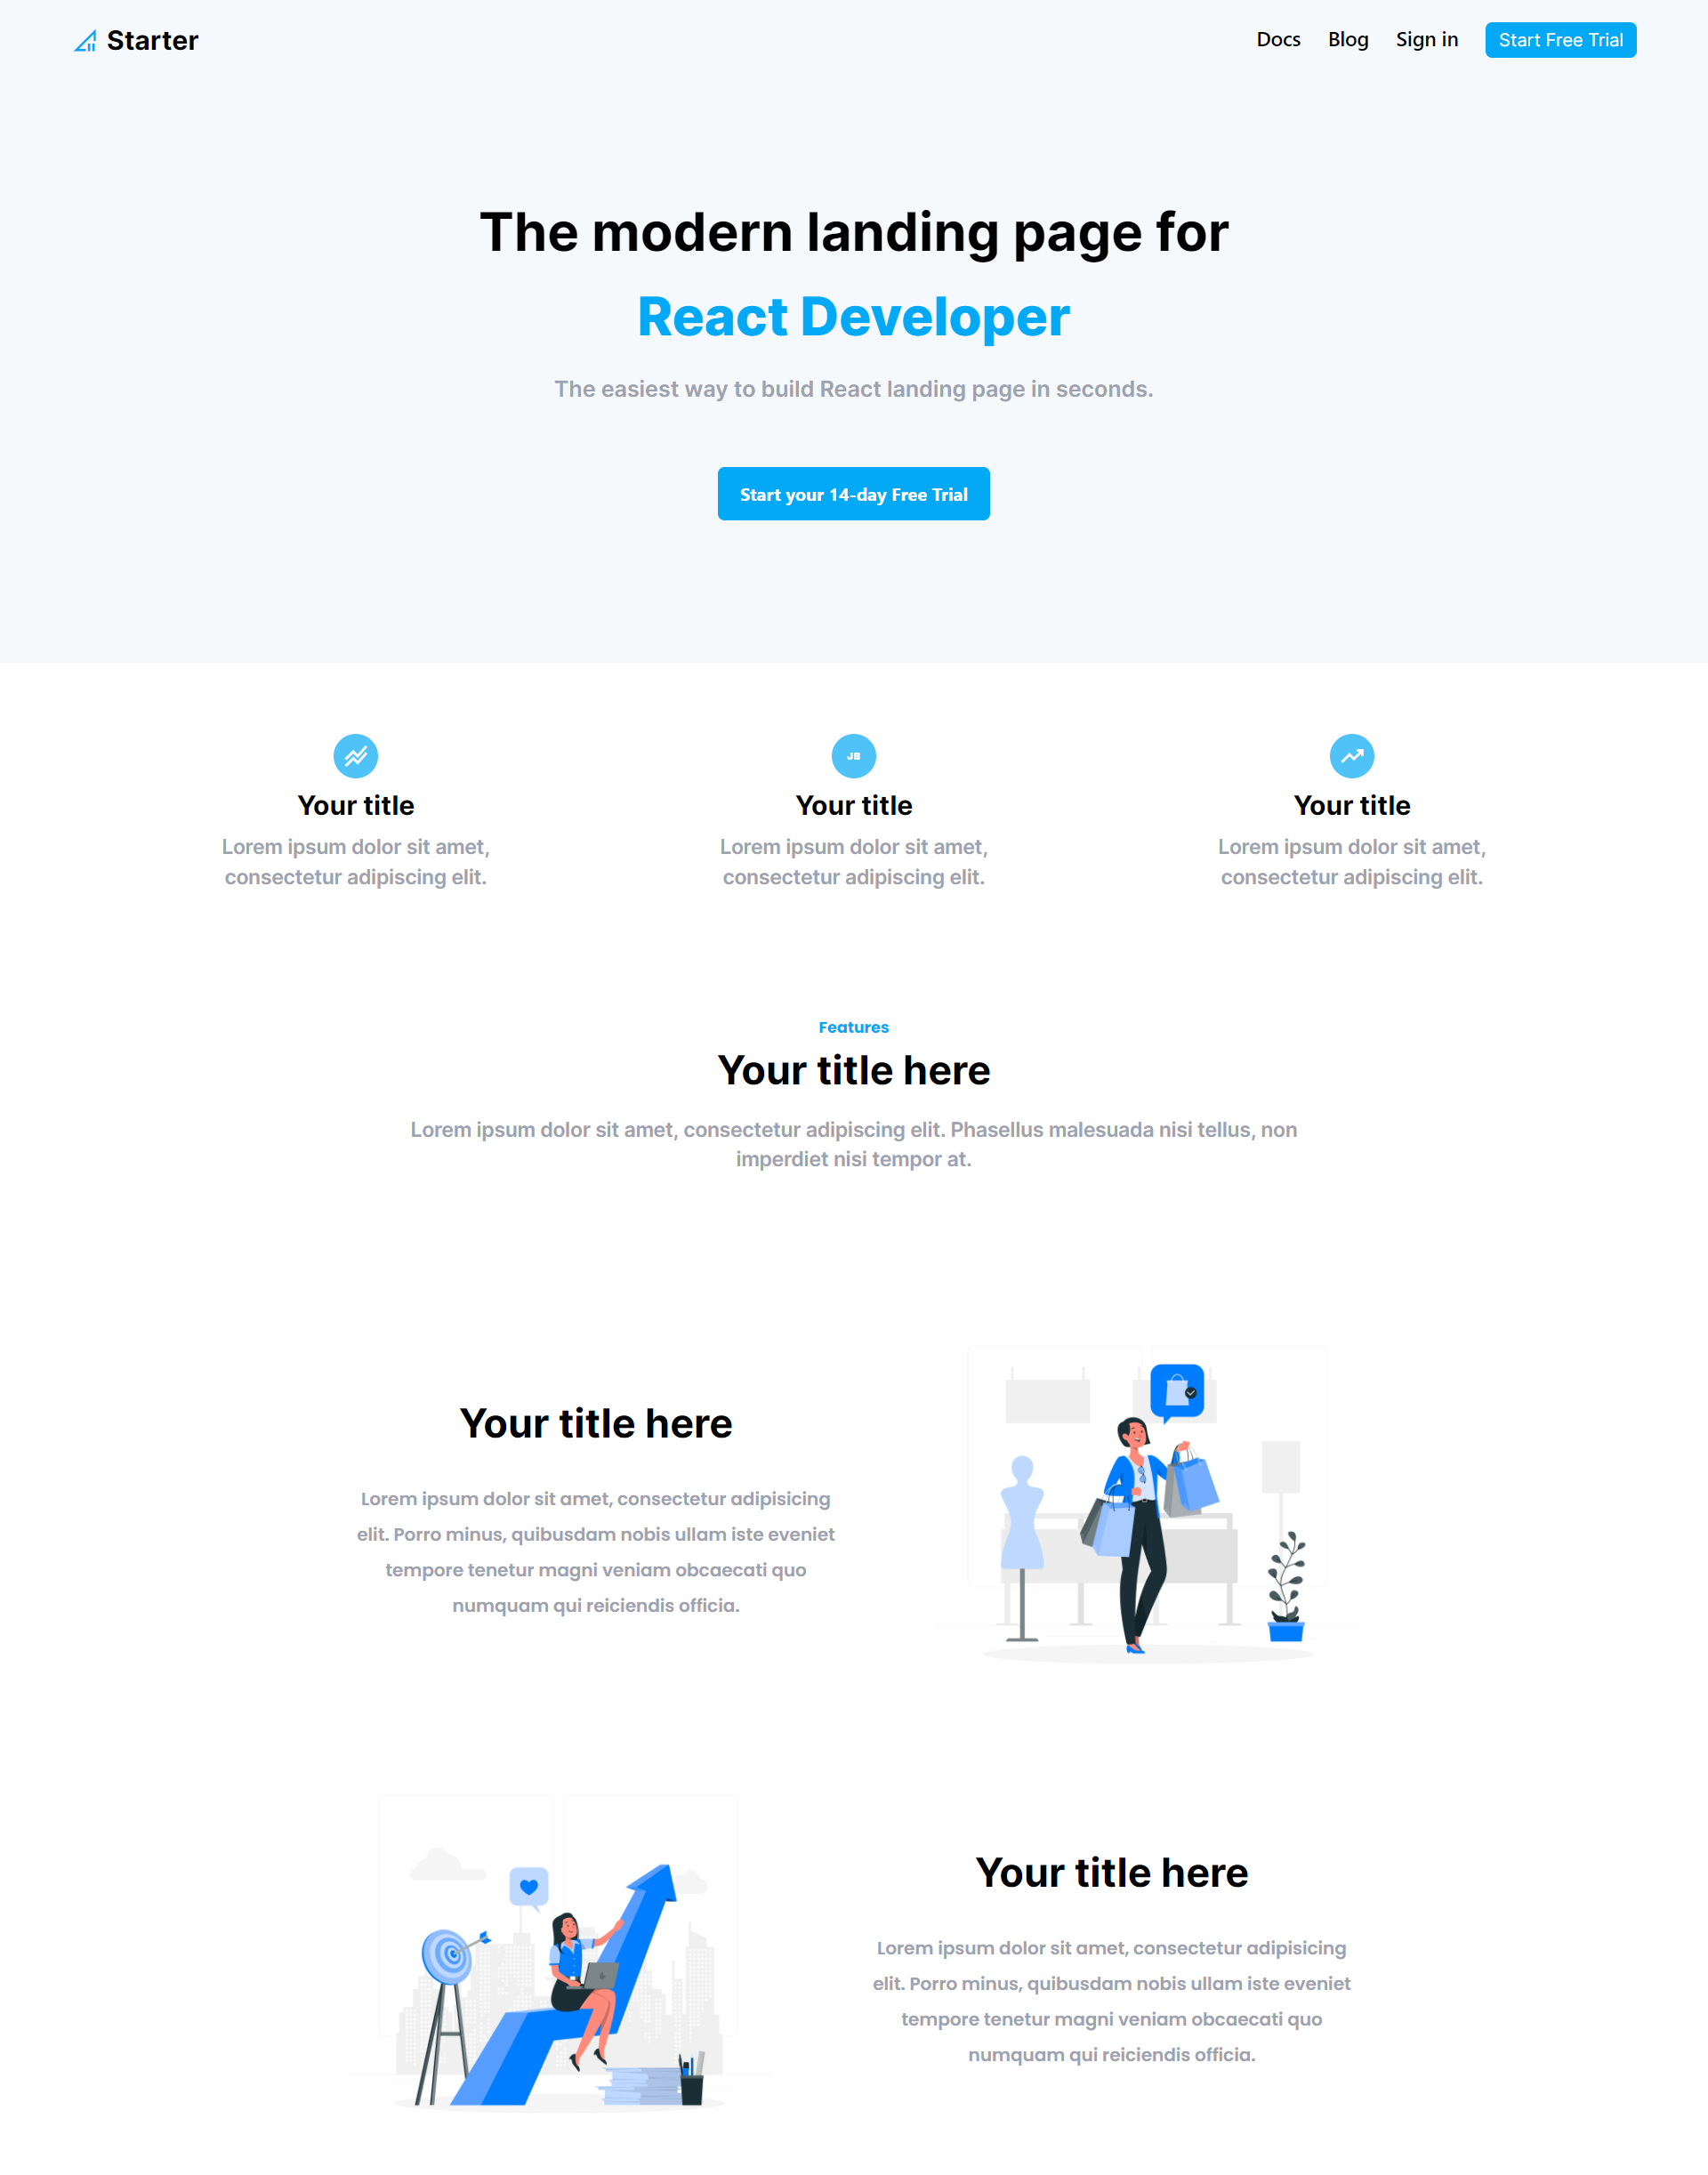 Starter
Docs Blog Sign in Start Free Trial
The modern landing page for
React Developer
The easiest way to build React landing page in seconds.
Start your 14-day Free Trial
JB
Your title
Lorem ipsum dolor sit amet,
consectetur adipiscing elit.
Your title
Lorem ipsum dolor sit amet,
consectetur adipiscing elit.
Your title
Lorem ipsum dolor sit amet,
consectetur adipiscing elit.
Features
Your title here
Lorem ipsum dolor sit amet, consectetur adipiscing elit. Phasellus malesuada nisi tellus, non
imperdiet nisi tempor at.
Your title here
Lorem ipsum dolor sit amet, consectetur adipisicing
elit. Porro minus, quibusdam nobis ullam iste eveniet
tempore tenetur magni veniam obcaecati quo
numquam qui reiciendis officia.
Your title here
Lorem ipsum dolor sit amet, consectetur adipisicing
elit. Porro minus, quibusdam nobis ullam iste eveniet
tempore tenetur magni veniam obcaecati quo
numquam qui reiciendis officia.